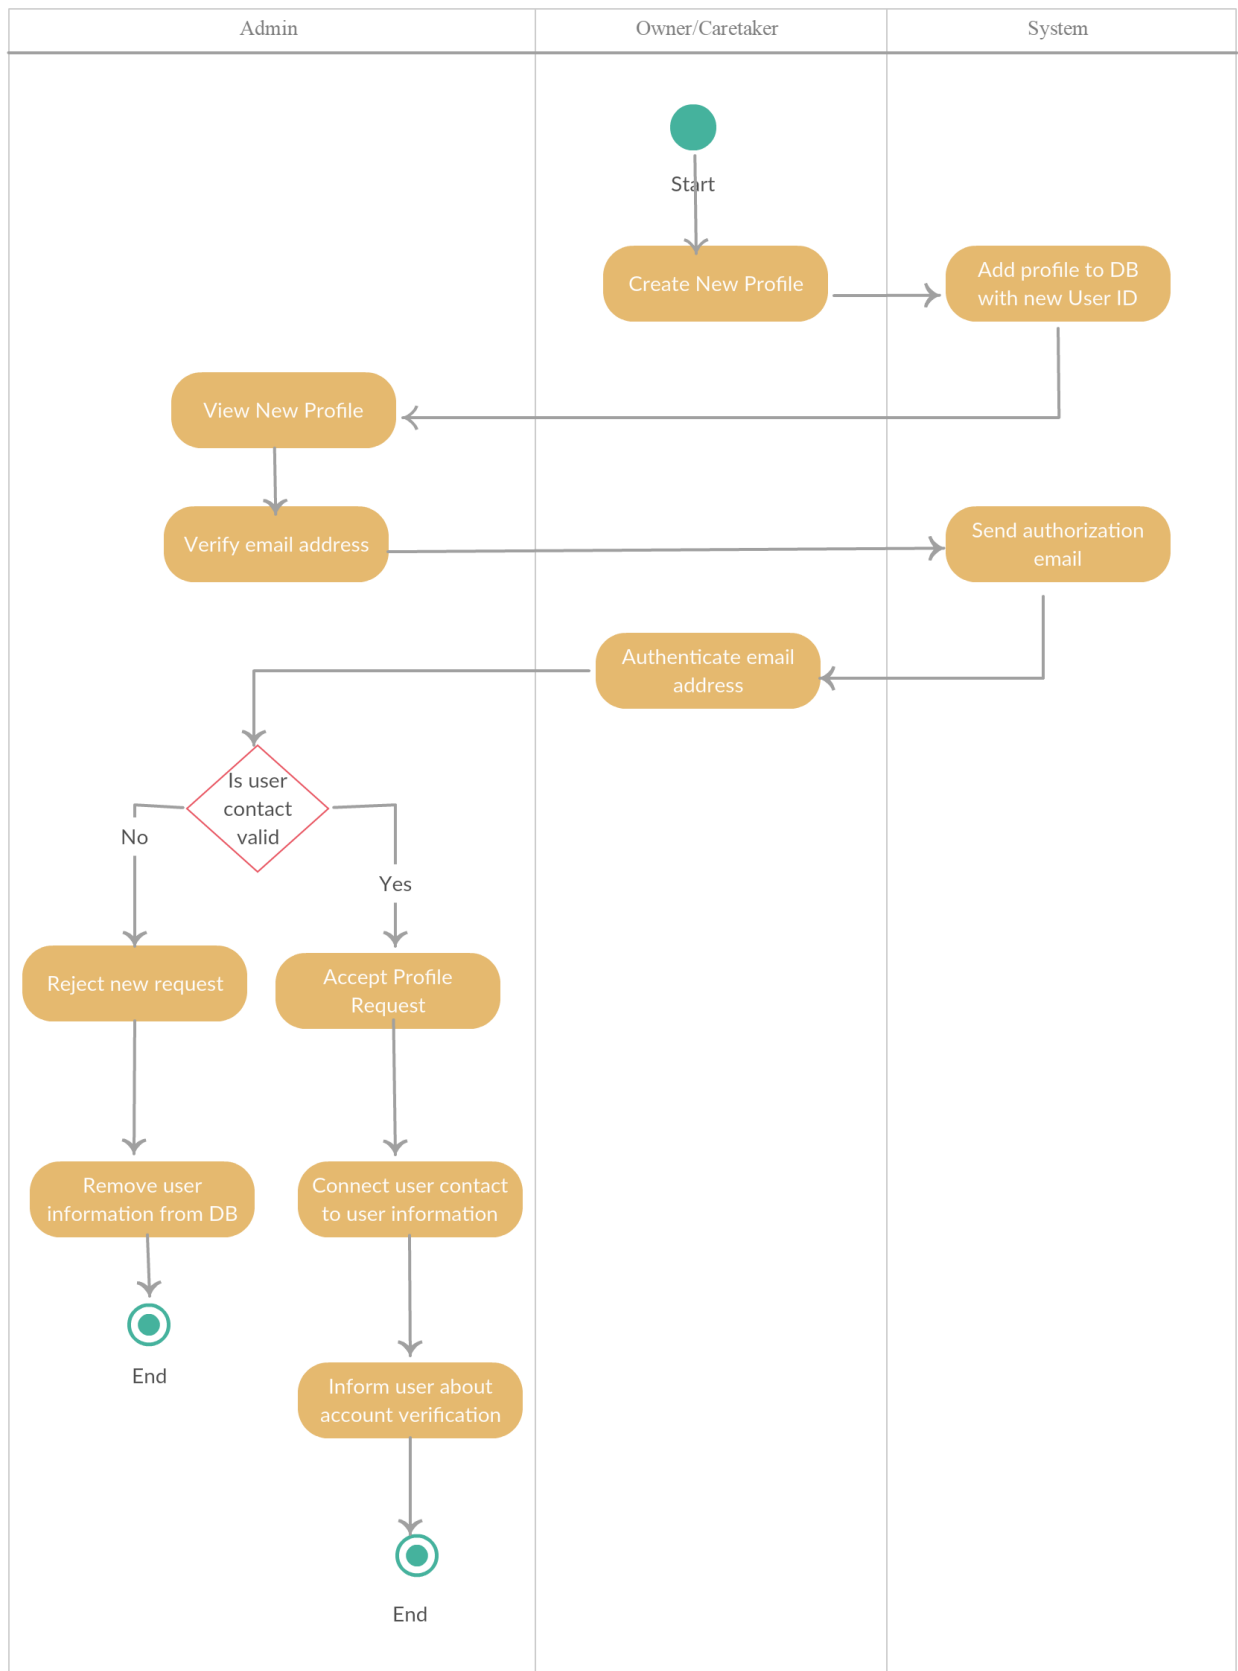 Admin
Owner/Caretaker
System
Start
Create New Profile
Add profile to DB
with new User ID
View New Profile
Verify email address
Send authorization
email
Authenticate email
address
Is user
contact
valid
No
Yes
Reject new request
Accept Profile
Request
Remove user
information from DB
Connect user contact
to user information
End
Inform user about
account verification
End